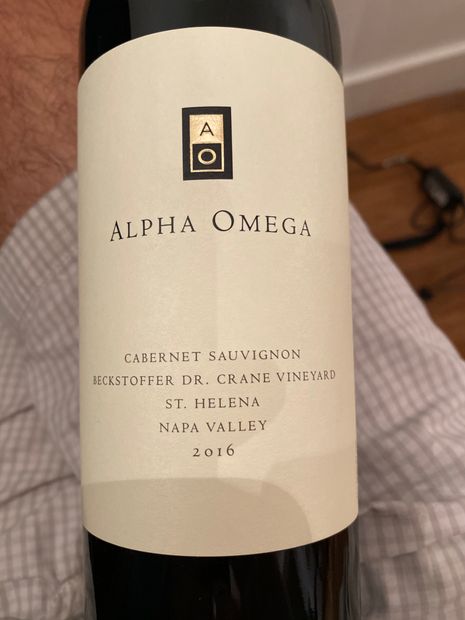 A
O
ALPHA OMEGA
CABERNET SAUVIGNON
BECKSTOFFER DR. CRANE VINEYARD
ST. HELENA
NAPA VALLEY
2016